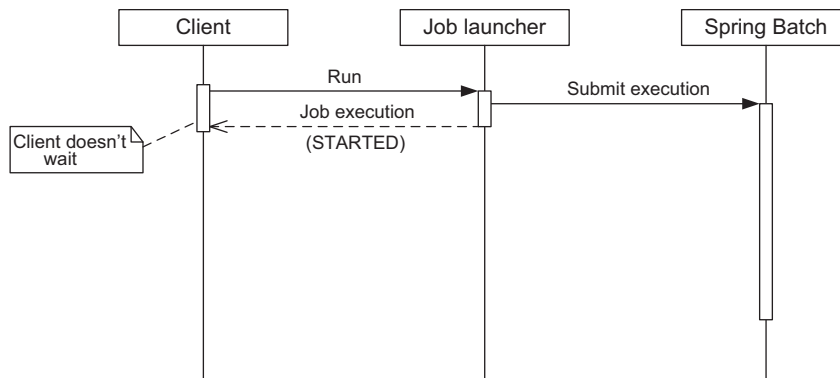 Client
Job launcher
Spring Batch
Run
Submit execution
Job execution
(STARTED)
Client doesn't
wait